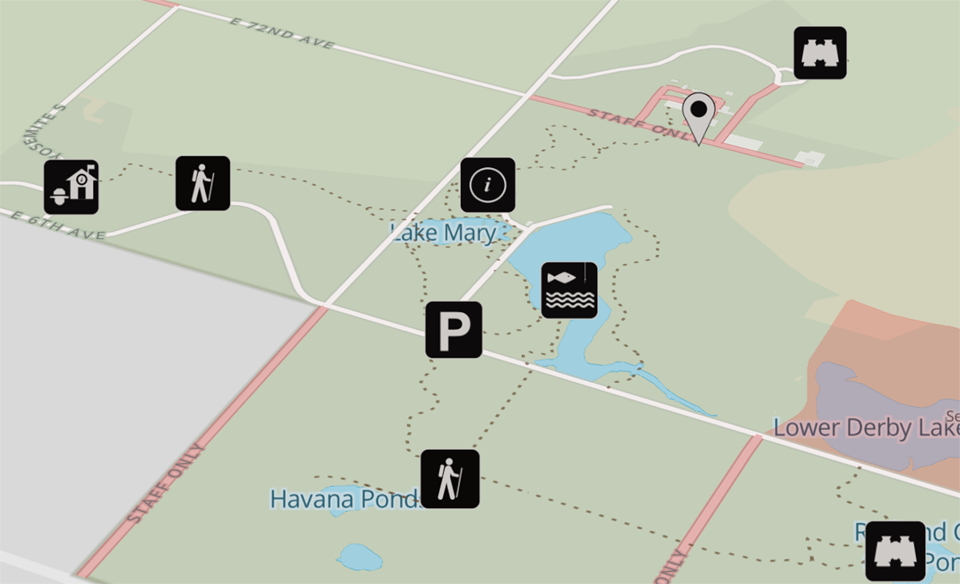 E 72ND AVE
STAFF ONLY
E 6TH AVE
Lake Mary
P
Lower Derby Lake
STAFF ONLY
Havana Ponds
ONLY